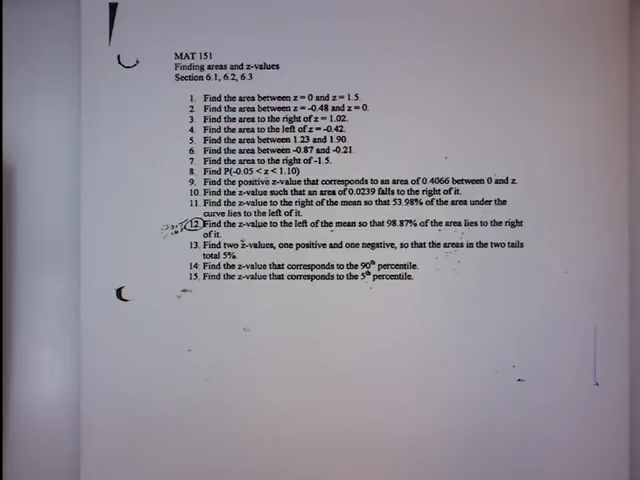 MAT 151
Finding areas and z-values
Section 6.1, 6.2, 6.3
1. Find the area between z = 0 and z = 1.5.
2. Find the area between z = -0.48 and z = 0.
3. Find the area to the right of z = 1.02.
4. Find the area to the left of z = -0.42.
5. Find the area between 1.23 and 1.90.
6. Find the area between -0.87 and -0.21.
7. Find the area to the right of -1.5.
8. Find P(-0.05 < z < 1.10)
9. Find the positive z-value that corresponds to an area of 0.4066 between 0 and z.
10. Find the z-value such that an area of 0.0239 falls to the right of it.
11. Find the z-value to the right of the mean so that 53.98% of the area under the
curve lies to the left of it.
12. Find the z-value to the left of the mean so that 98.87% of the area lies to the right
of it.
13. Find two z-values, one positive and one negative, so that the areas in the two tails
total 5%.
14. Find the z-value that corresponds to the 90th percentile.
15. Find the z-value that corresponds to the 5th percentile.